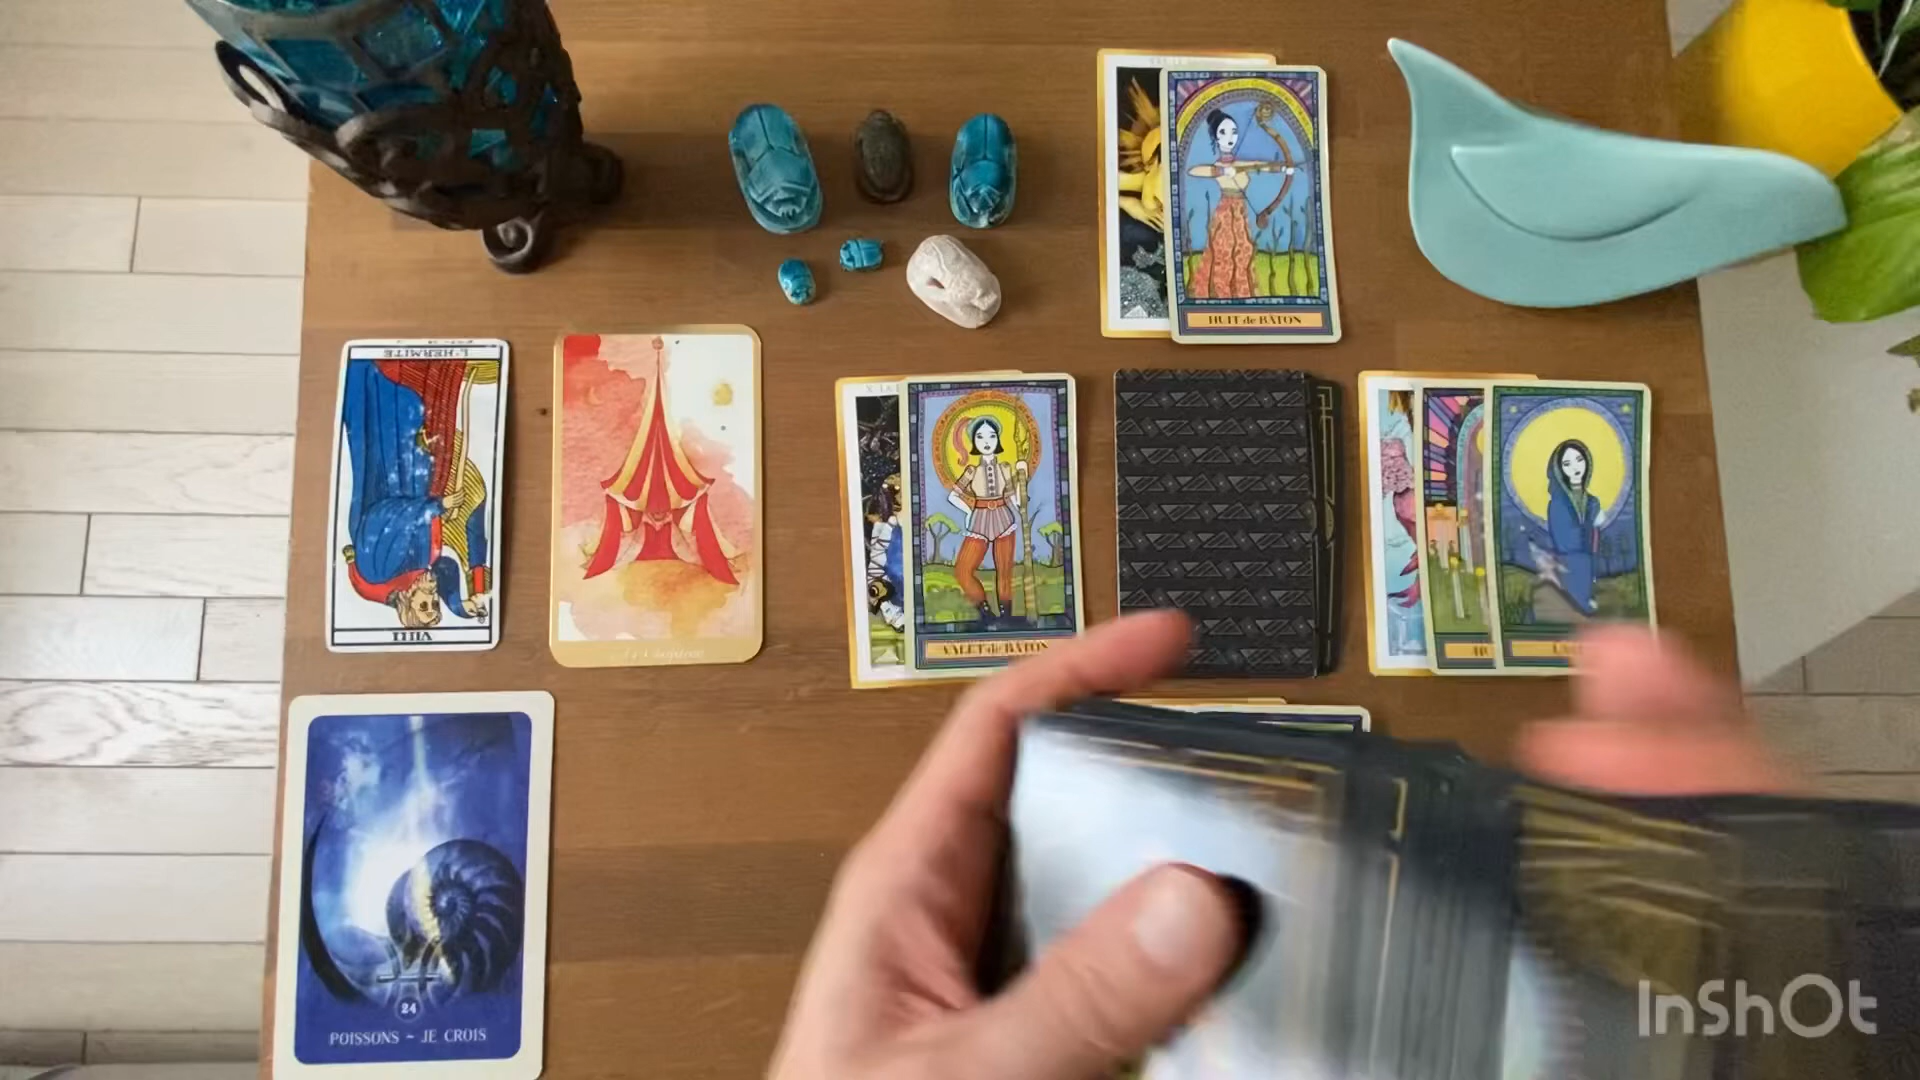 HUIT de BÂTON
L'HERMITE
VIIII
VALET de BÂTON
24
POISSONS ~ JE CROIS
InShOt